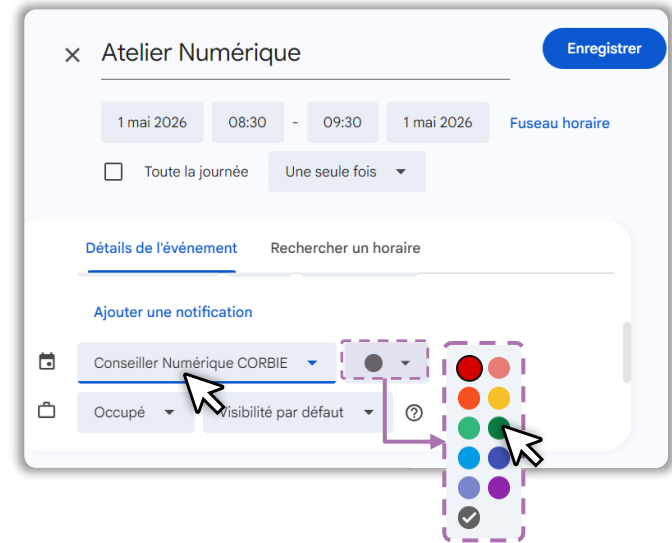 Atelier Numérique
Enregistrer
1 mai 2026 08:30 - 09:30 1 mai 2026 Fuseau horaire
Toute la journée Une seule fois
Détails de l'événement Rechercher un horaire
Ajouter une notification
Conseiller Numérique CORBIE
Occupé Visibilité par défaut ?